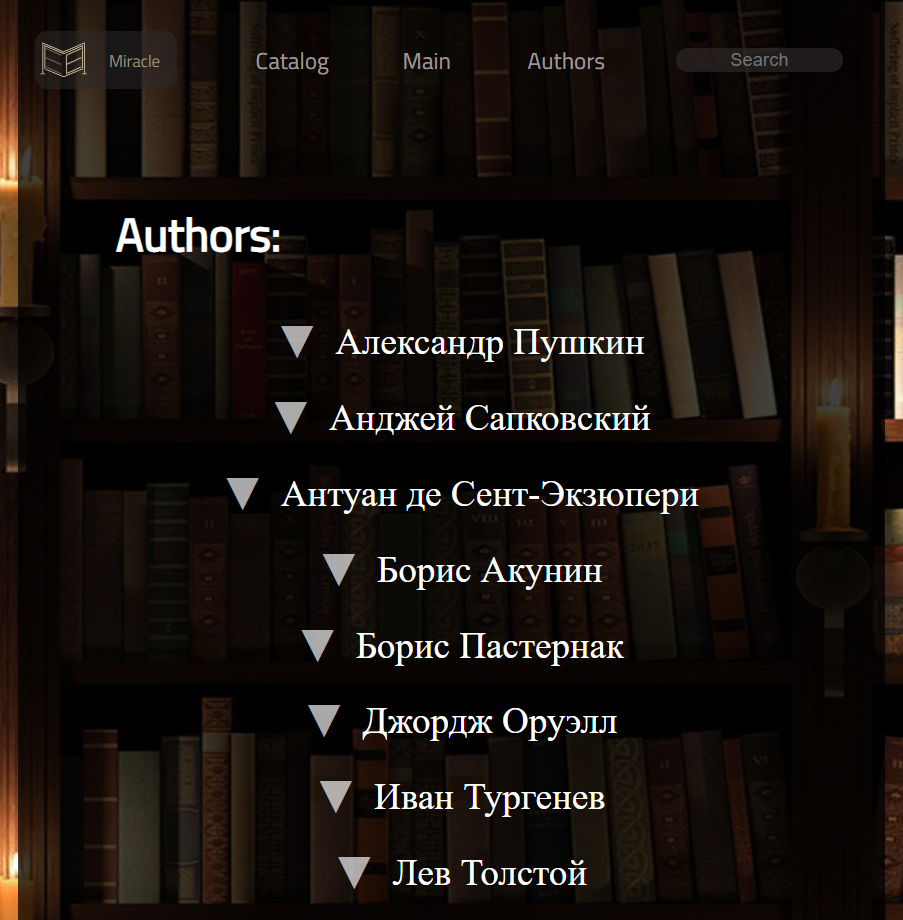 Miracle Catalog Main Authors Search
Authors:
▼ Александр Пушкин
▼ Анджей Сапковский
▼ Антуан де Сент-Экзюпери
▼ Борис Акунин
▼ Борис Пастернак
▼ Джордж Оруэлл
▼ Иван Тургенев
▼ Лев Толстой